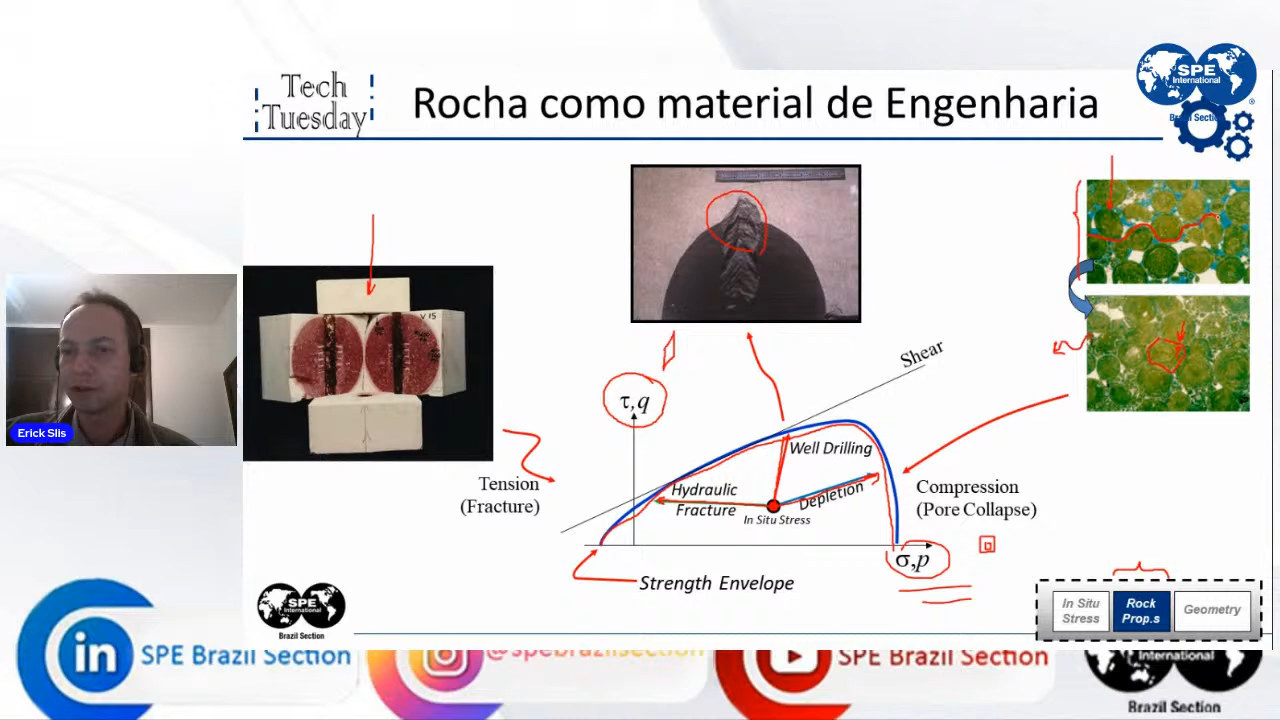 Tech
Tuesday
Rocha como material de Engenharia
SPE
International
®
Brazil Section
V 15
Erick Slis
Shear
τ,q
Well Drilling
Tension
(Fracture)
Hydraulic
Fracture
Depletion
In Situ Stress
Compression
(Pore Collapse)
σ,p
Strength Envelope
In Situ
Stress
Rock
Prop.s
Geometry
SPE
International
Brazil Section
in
SPE Brazil Section
@spebrazilsection
SPE Brazil Section
International
Brazil Section